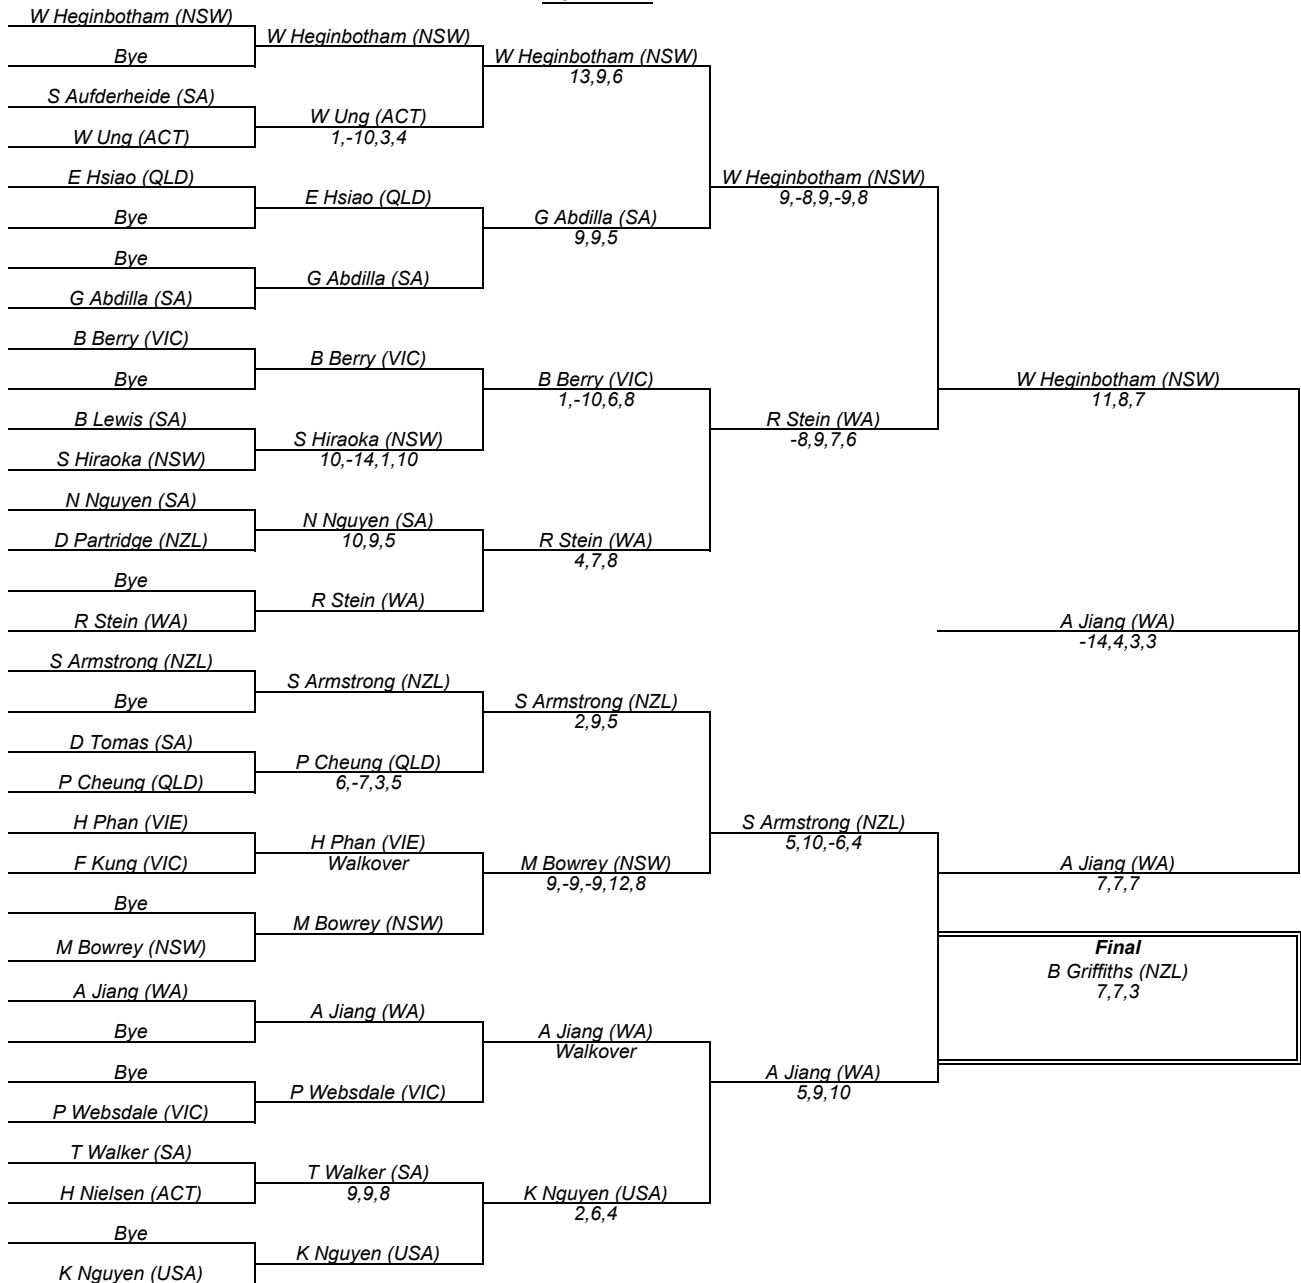 W Heginbotham (NSW)
Bye
S Aufderheide (SA)
W Ung (ACT)
E Hsiao (QLD)
Bye
Bye
G Abdilla (SA)
B Berry (VIC)
Bye
B Lewis (SA)
S Hiraoka (NSW)
N Nguyen (SA)
D Partridge (NZL)
Bye
R Stein (WA)
S Armstrong (NZL)
Bye
D Tomas (SA)
P Cheung (QLD)
H Phan (VIE)
F Kung (VIC)
Bye
M Bowrey (NSW)
A Jiang (WA)
Bye
Bye
P Websdale (VIC)
T Walker (SA)
H Nielsen (ACT)
Bye
K Nguyen (USA)
W Heginbotham (NSW)
W Ung (ACT)
1,-10,3,4
E Hsiao (QLD)
G Abdilla (SA)
B Berry (VIC)
S Hiraoka (NSW)
10,-14,1,10
N Nguyen (SA)
10,9,5
R Stein (WA)
S Armstrong (NZL)
P Cheung (QLD)
6,-7,3,5
H Phan (VIE)
Walkover
M Bowrey (NSW)
A Jiang (WA)
P Websdale (VIC)
T Walker (SA)
9,9,8
K Nguyen (USA)
W Heginbotham (NSW)
13,9,6
G Abdilla (SA)
9,9,5
B Berry (VIC)
1,-10,6,8
R Stein (WA)
4,7,8
S Armstrong (NZL)
2,9,5
M Bowrey (NSW)
9,-9,-9,12,8
A Jiang (WA)
Walkover
K Nguyen (USA)
2,6,4
W Heginbotham (NSW)
9,-8,9,-9,8
R Stein (WA)
-8,9,7,6
S Armstrong (NZL)
5,10,-6,4
A Jiang (WA)
5,9,10
W Heginbotham (NSW)
11,8,7
A Jiang (WA)
-14,4,3,3
A Jiang (WA)
7,7,7
Final
B Griffiths (NZL)
7,7,3